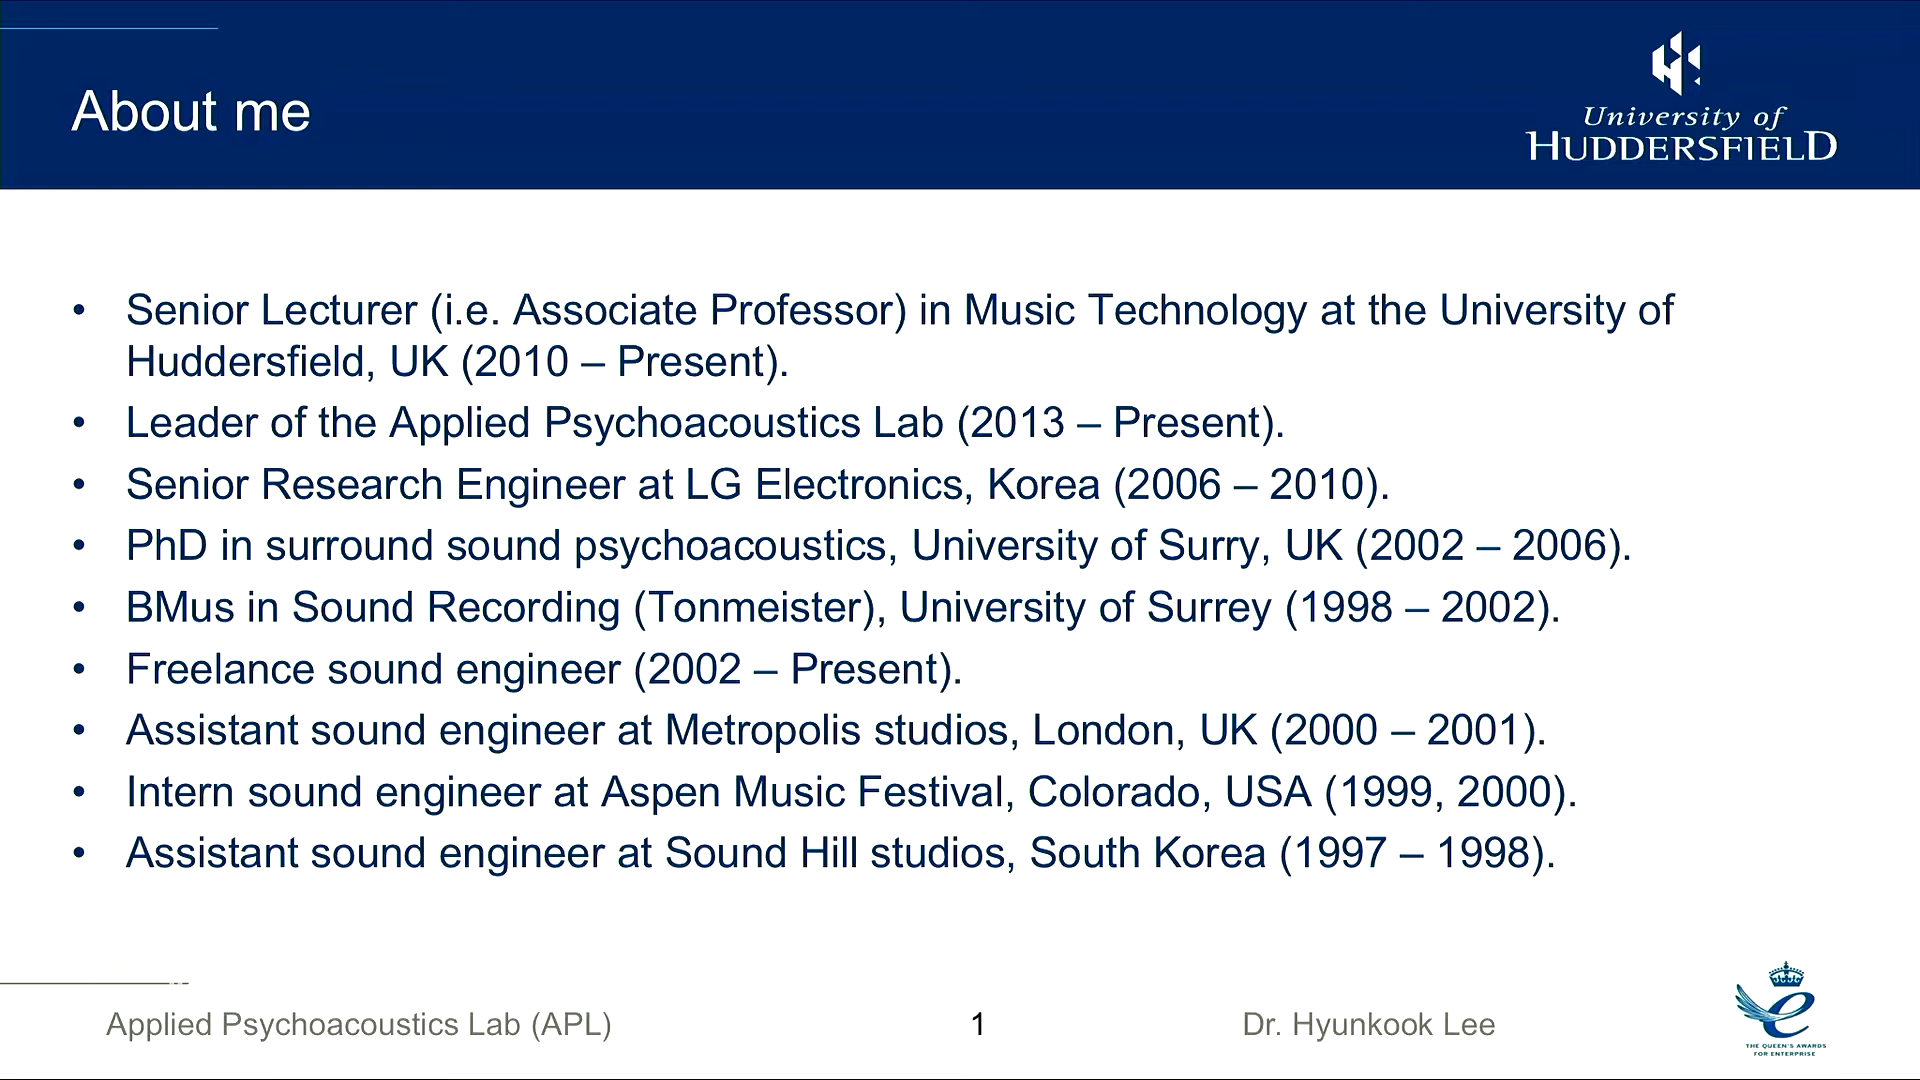 About me
University of
HUDDERSFIELD
• Senior Lecturer (i.e. Associate Professor) in Music Technology at the University of
Huddersfield, UK (2010 – Present).
• Leader of the Applied Psychoacoustics Lab (2013 – Present).
• Senior Research Engineer at LG Electronics, Korea (2006 – 2010).
• PhD in surround sound psychoacoustics, University of Surry, UK (2002 – 2006).
• BMus in Sound Recording (Tonmeister), University of Surrey (1998 – 2002).
• Freelance sound engineer (2002 – Present).
• Assistant sound engineer at Metropolis studios, London, UK (2000 – 2001).
• Intern sound engineer at Aspen Music Festival, Colorado, USA (1999, 2000).
• Assistant sound engineer at Sound Hill studios, South Korea (1997 – 1998).
Applied Psychoacoustics Lab (APL)
1
Dr. Hyunkook Lee
THE QUEEN'S AWARDS
FOR ENTERPRISE